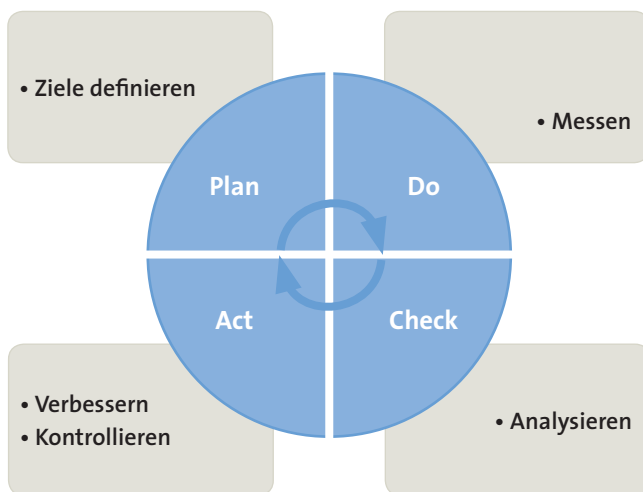 • Ziele definieren
• Messen
Plan
Do
Act
Check
• Verbessern
• Kontrollieren
• Analysieren